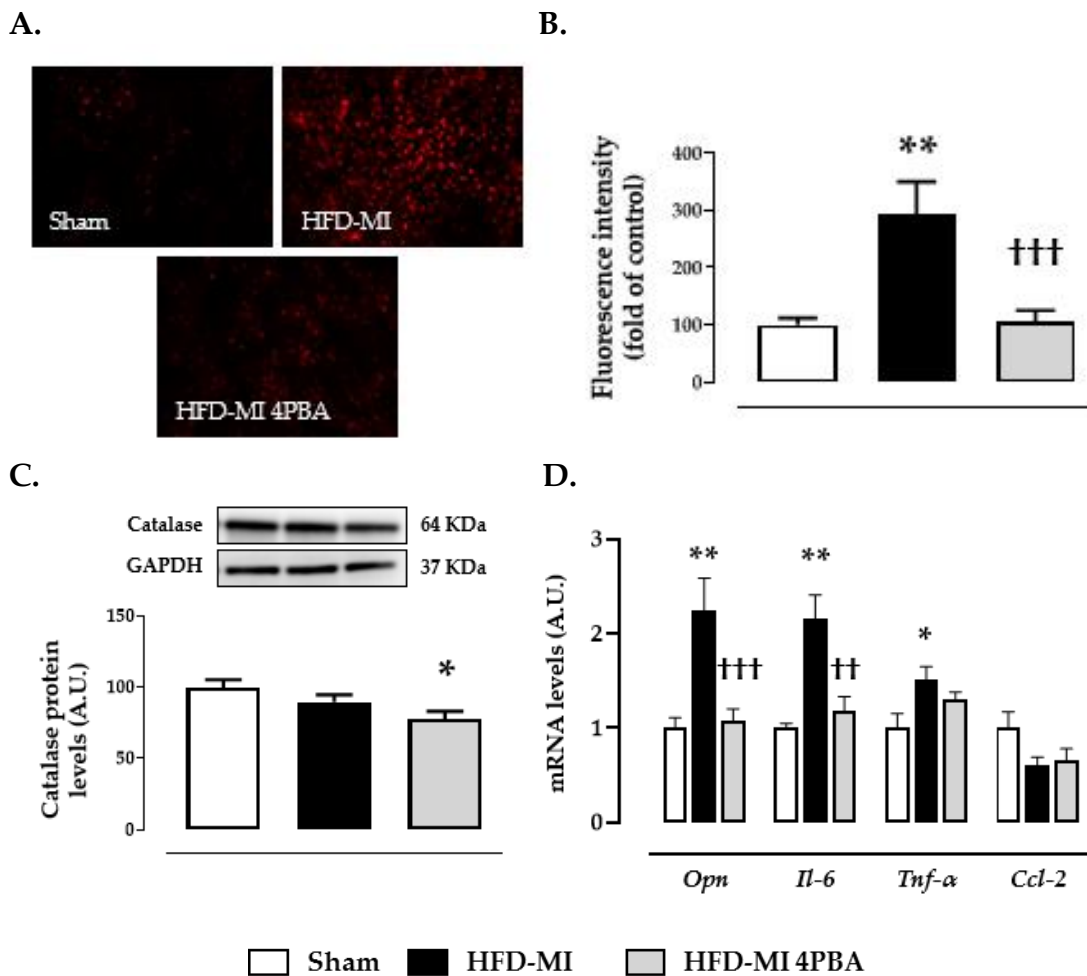 A.
B.
Sham
HFD-MI
HFD-MI 4PBA
Fluorescence intensity
(fold of control)
400
300
200
100
0
**
†††
C.
D.
Catalase
64 KDa
GAPDH
37 KDa
Catalase protein
levels (A.U.)
150
100
50
0
*
mRNA levels (A.U.)
3
2
1
0
**
†††
**
††
*
Opn
Il-6
Tnf-α
Ccl-2
Sham
HFD-MI
HFD-MI 4PBA